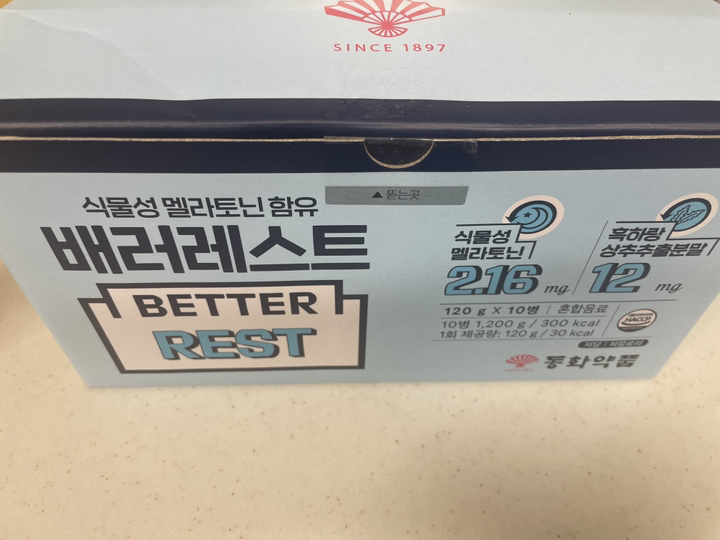 SINCE 1897
▲뜯는곳
식물성 멜라토닌 함유
배러레스트
BETTER
REST
식물성
멜라토닌
2.16 mg
흑하랑
상추추출분말
12 mg
120 g X 10병 | 혼합음료
10병 1,200 g / 300 kcal
1회 제공량: 120 g / 30 kcal
HACCP
동화약품